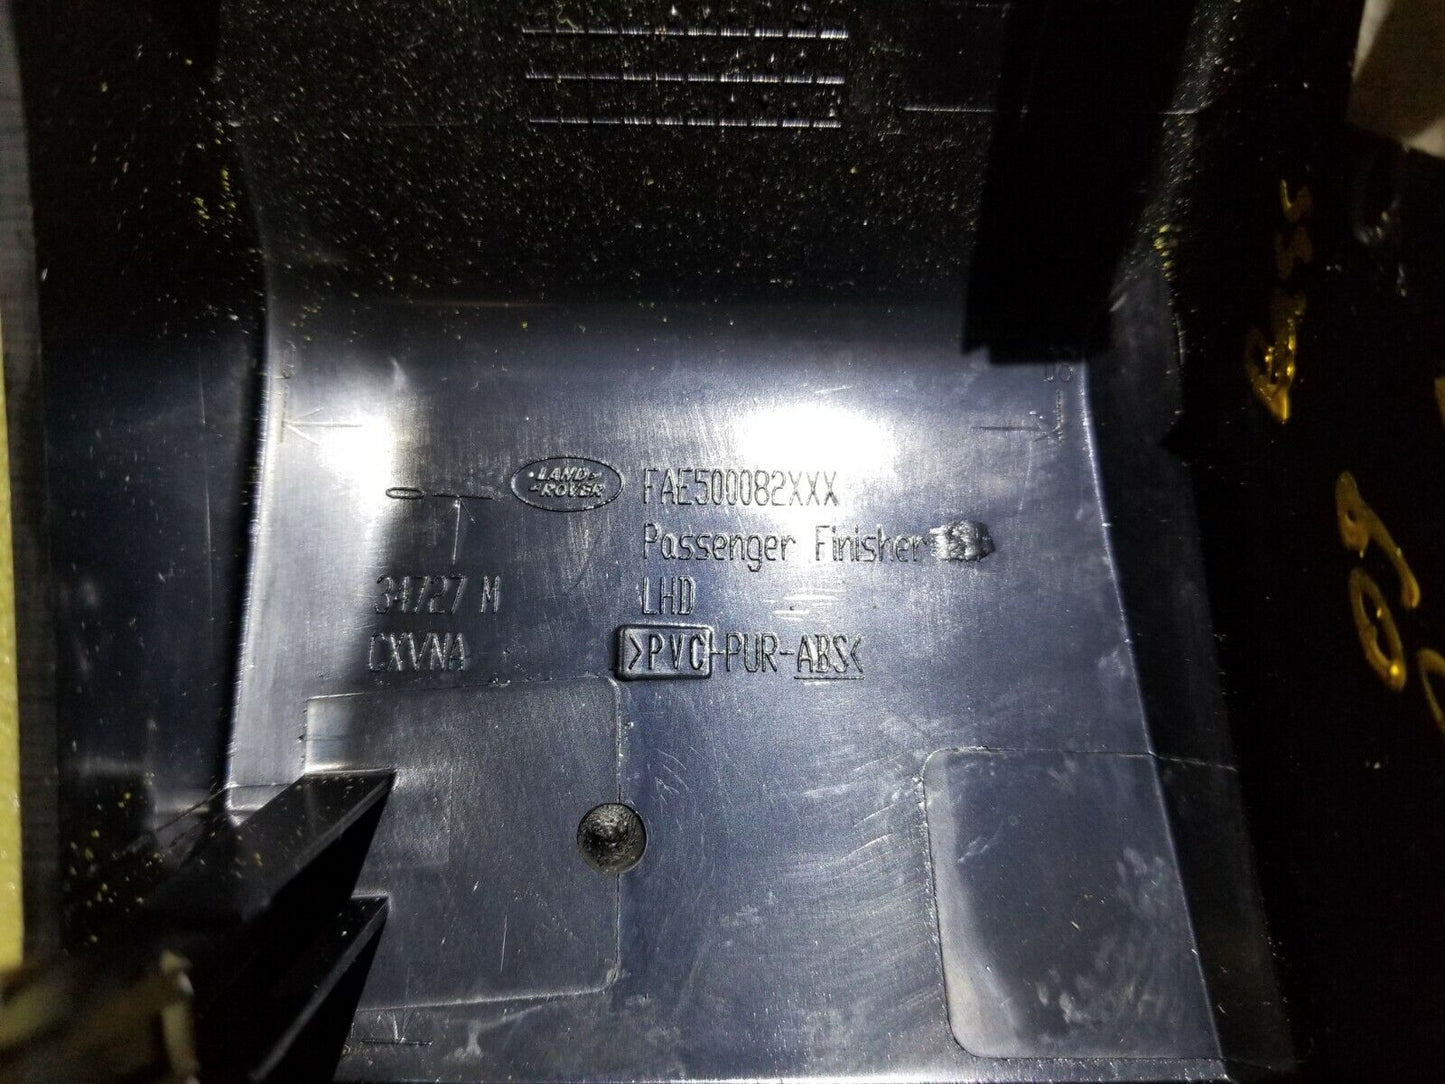 LAND-
-ROVER
FAE500082XXX
Passenger Finisher
34727 M
LHD
CXVNA
>PVC-PUR-ABS<